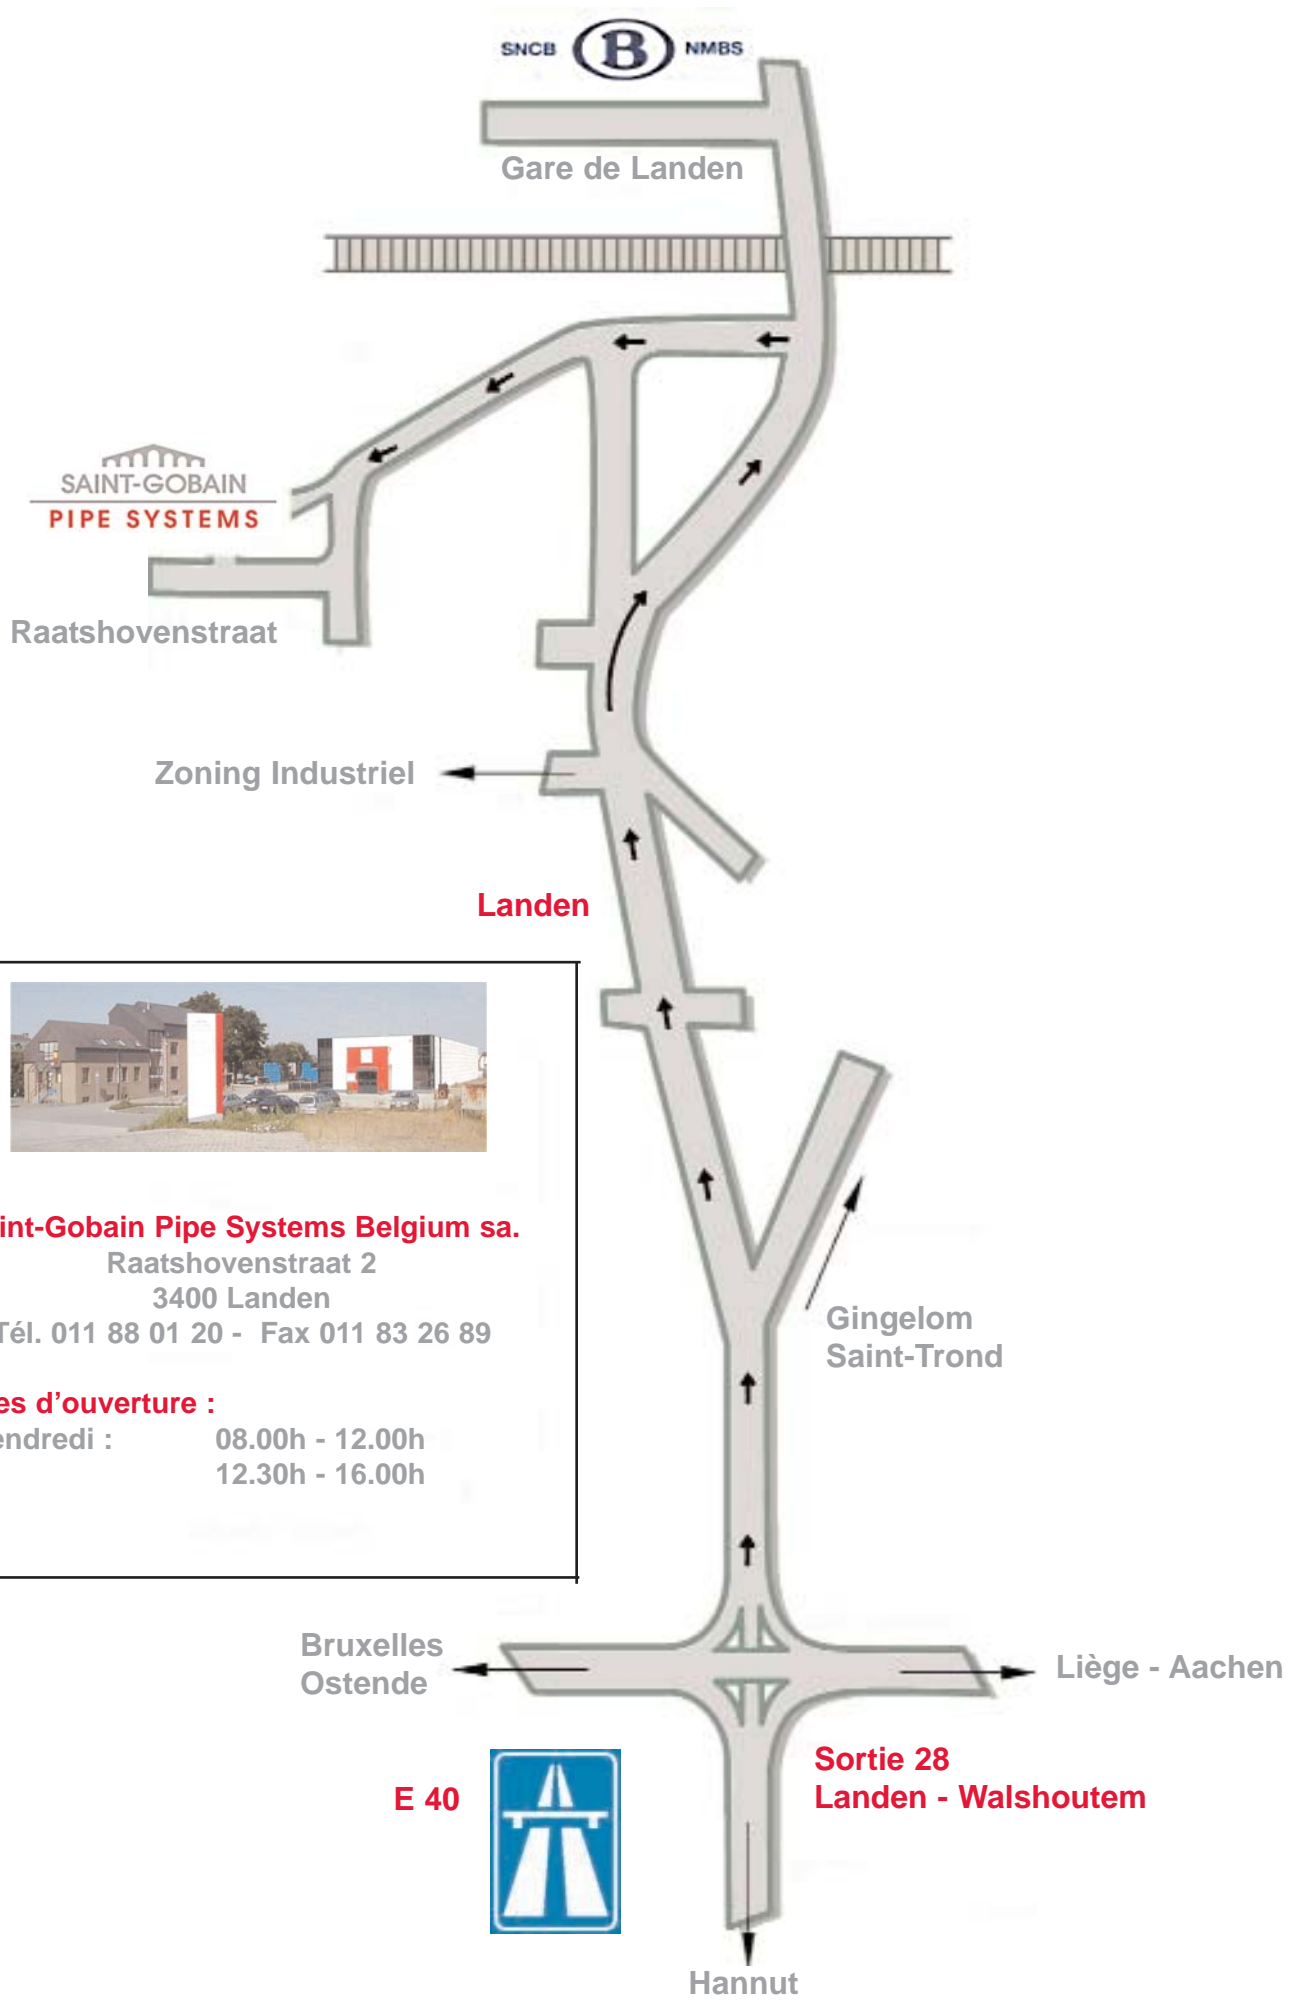 SNCB B NMBS
Gare de Landen
SAINT-GOBAIN
PIPE SYSTEMS
Raatshovenstraat
Zoning Industriel
Landen
int-Gobain Pipe Systems Belgium sa.
Raatshovenstraat 2
3400 Landen
Tél. 011 88 01 20 - Fax 011 83 26 89
es d’ouverture :
endredi : 08.00h - 12.00h
12.30h - 16.00h
Gingelom
Saint-Trond
Bruxelles
Ostende
Liège - Aachen
E 40
Sortie 28
Landen - Walshoutem
Hannut